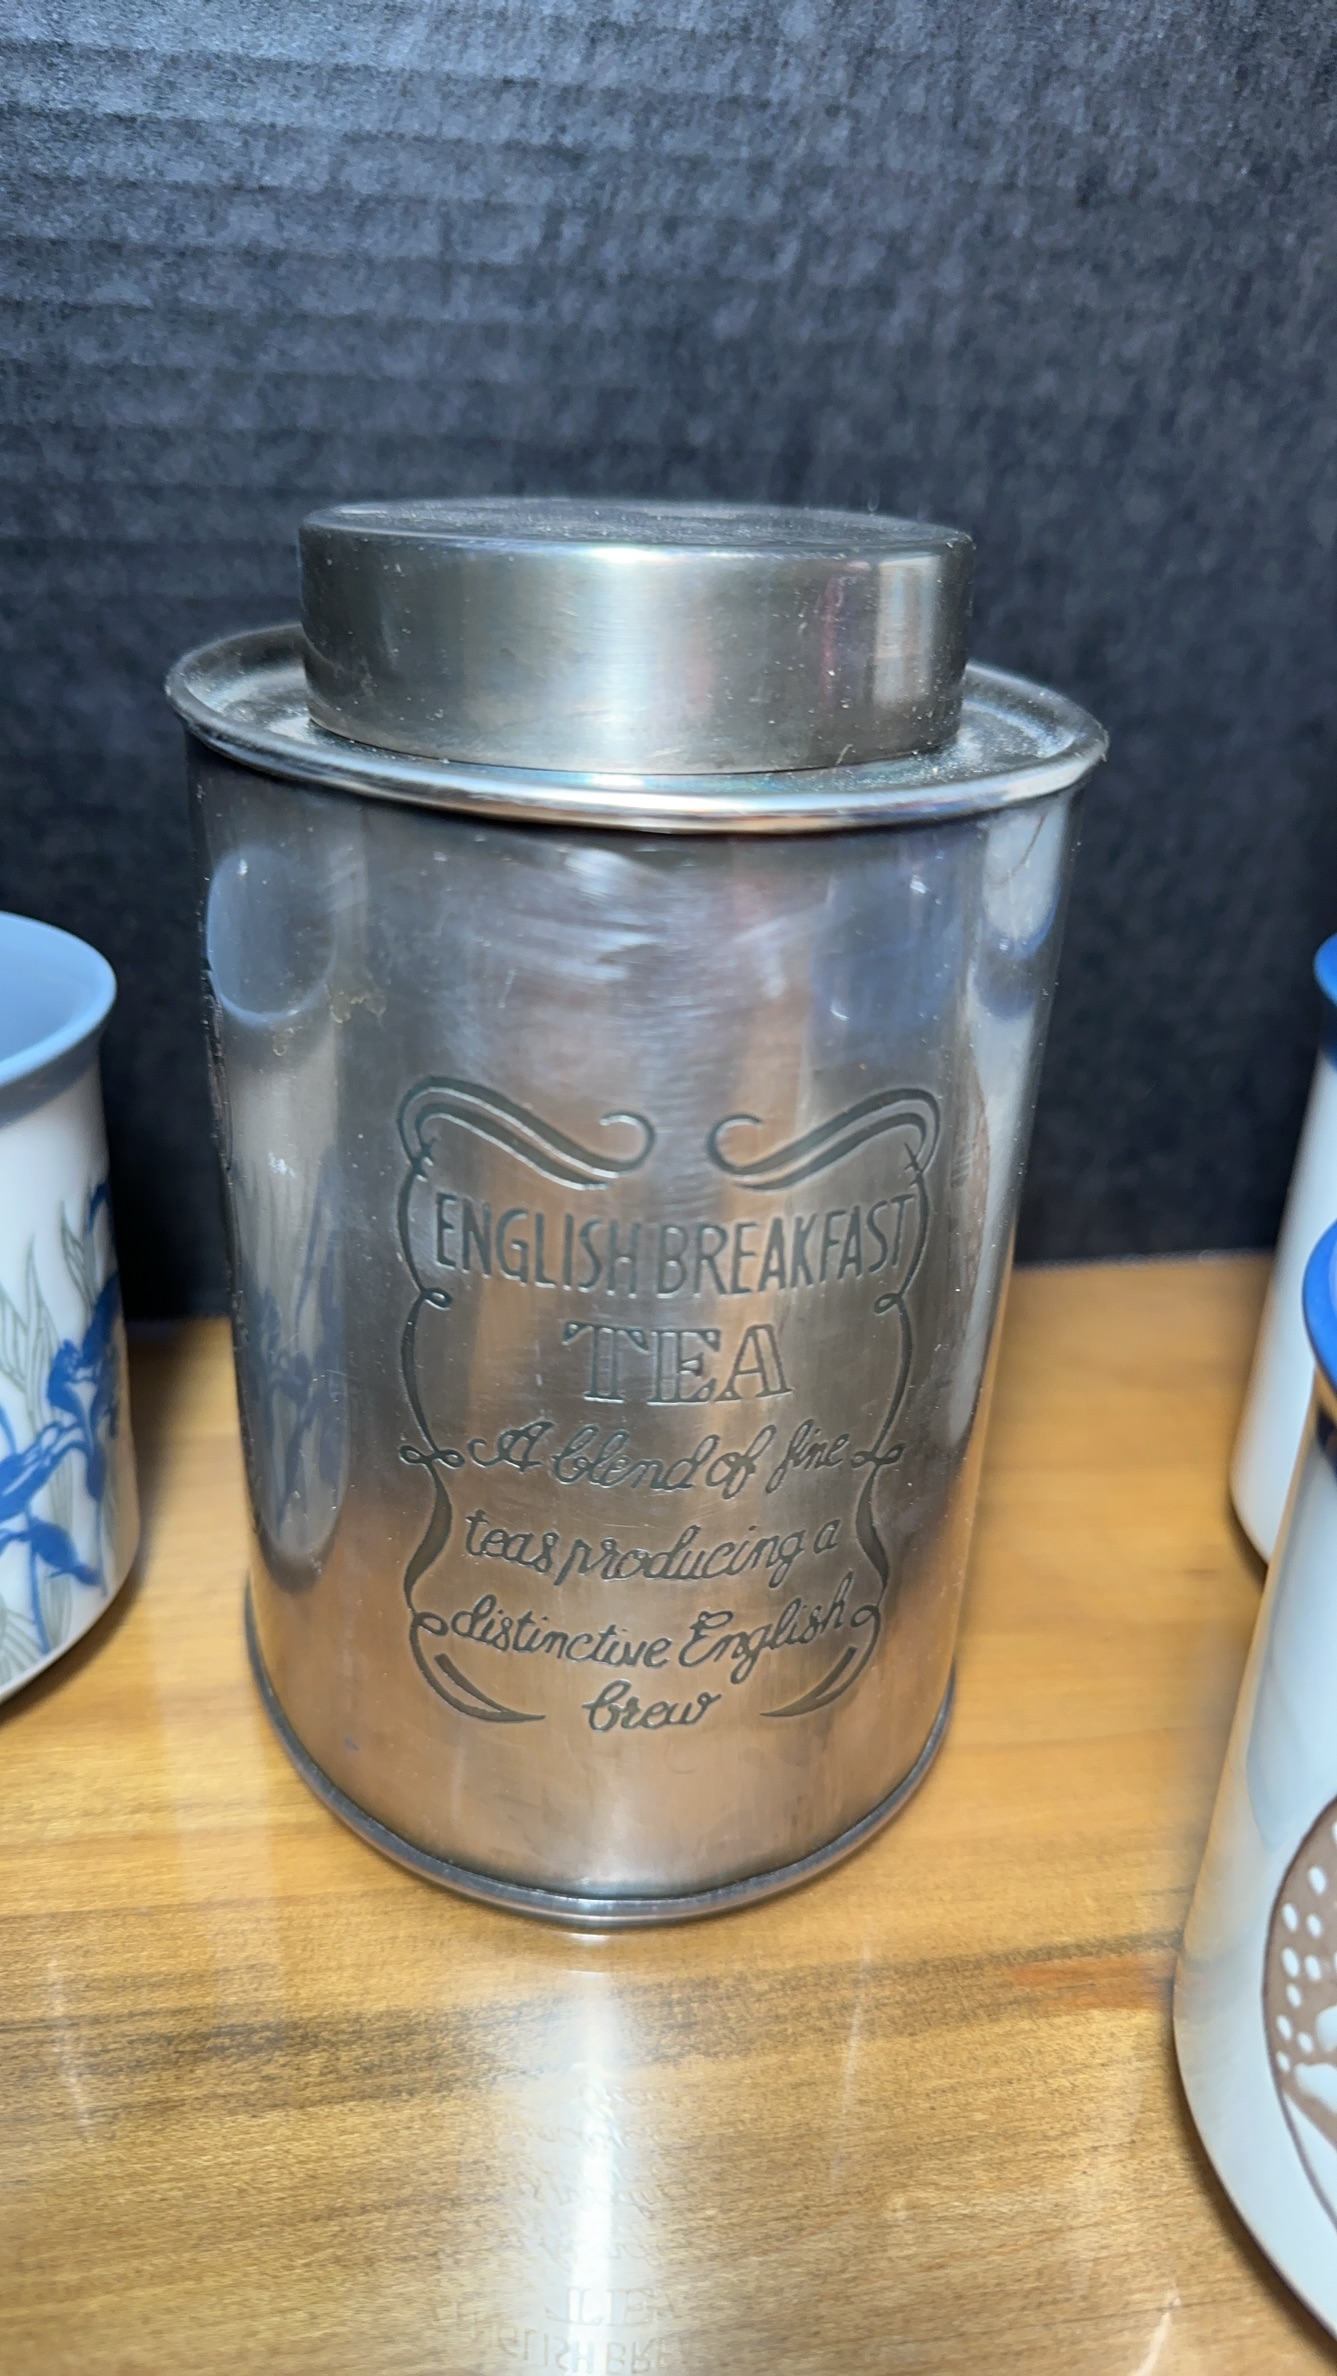 ENGLISH BREAKFAST
TEA
A blend of fine
teas producing a
distinctive English
brew